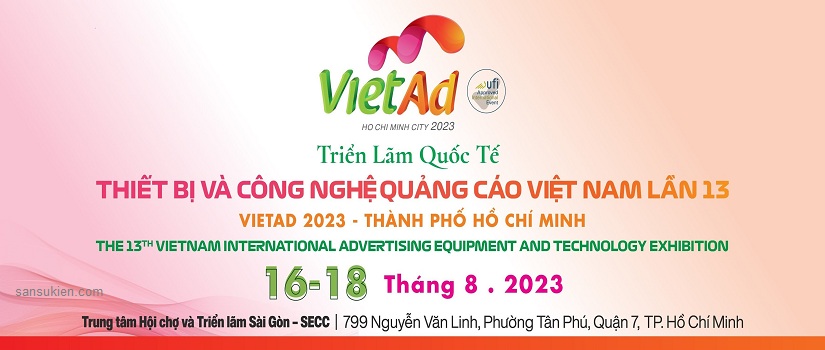 VietAd
ufi
Approved
International
Event
HO CHI MINH CITY 2023
Triển Lãm Quốc Tế
THIẾT BỊ VÀ CÔNG NGHỆ QUẢNG CÁO VIỆT NAM LẦN 13
VIETAD 2023 - THÀNH PHỐ HỒ CHÍ MINH
THE 13TH VIETNAM INTERNATIONAL ADVERTISING EQUIPMENT AND TECHNOLOGY EXHIBITION
16-18 Tháng 8 . 2023
sansukien.com
Trung tâm Hội chợ và Triển lãm Sài Gòn – SECC | 799 Nguyễn Văn Linh, Phường Tân Phú, Quận 7, TP. Hồ Chí Minh